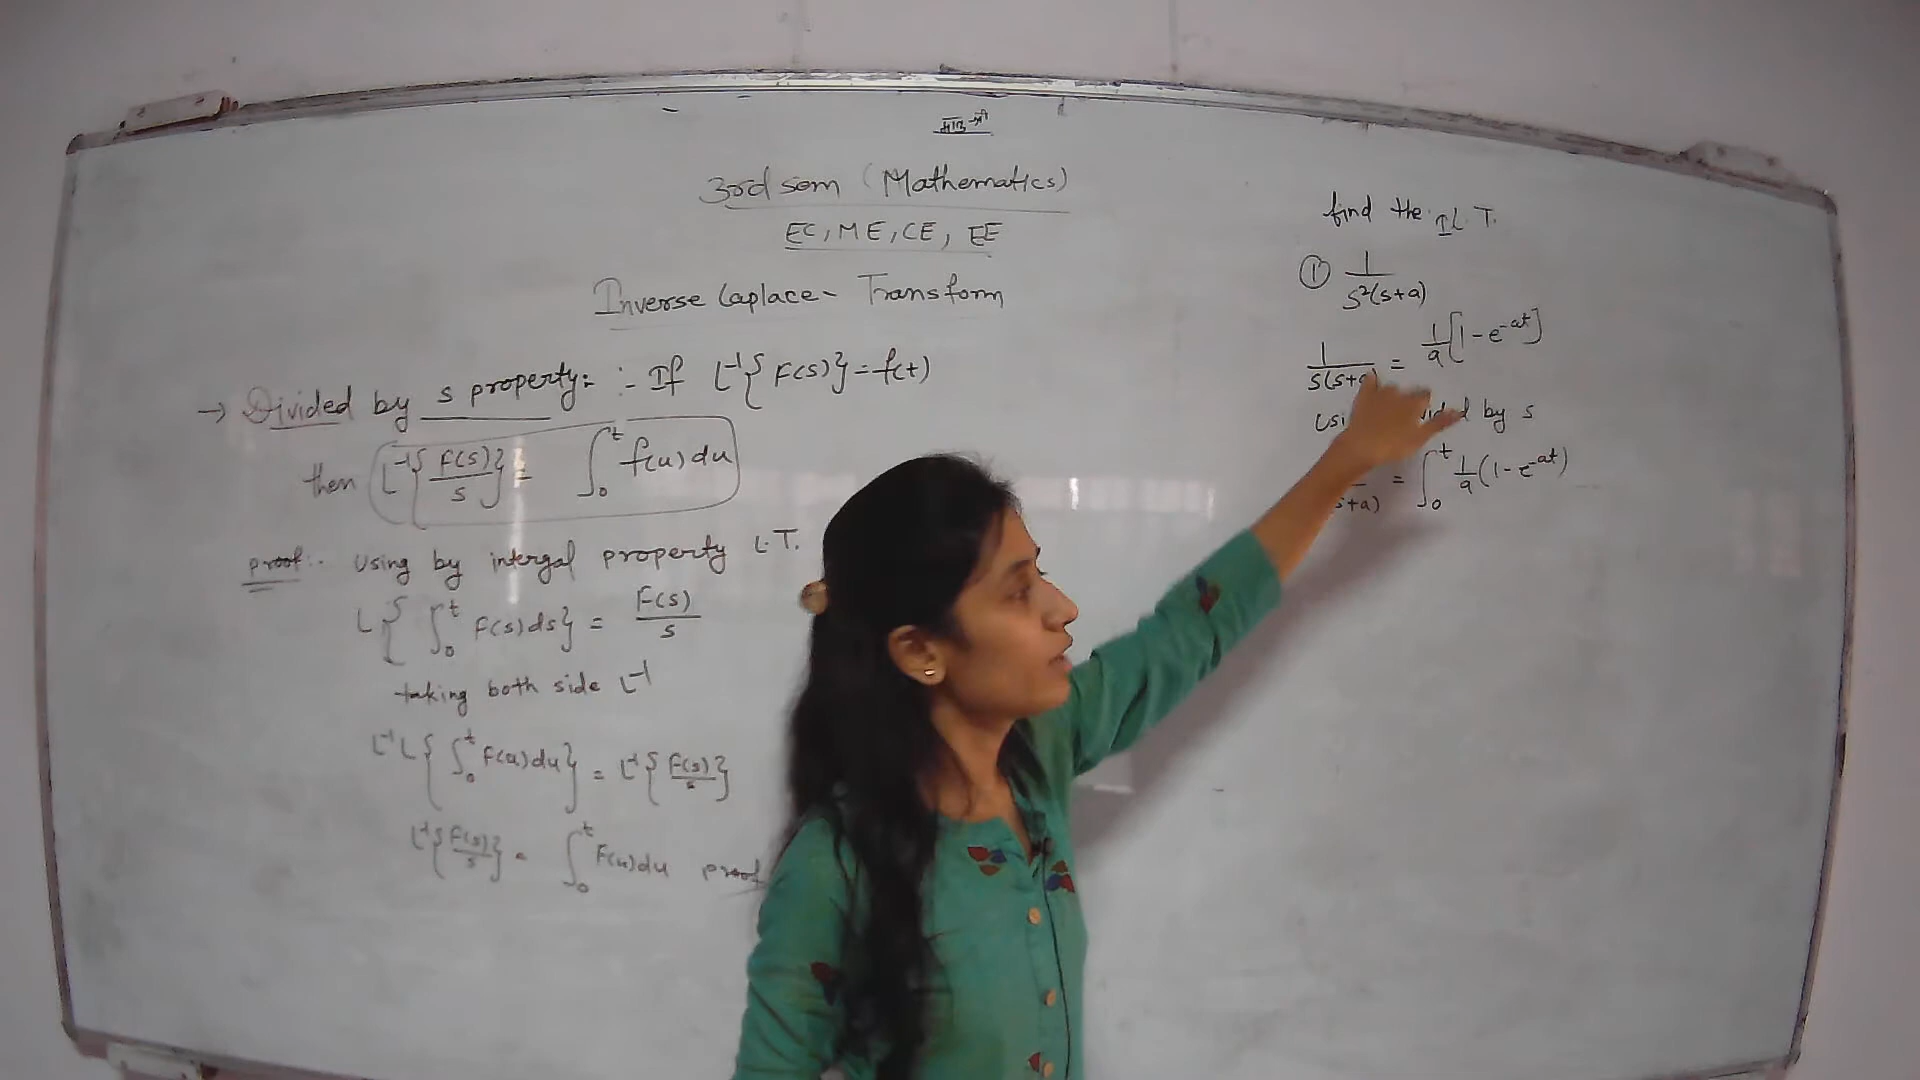 3rd sem (Mathematics)
EC, ME, CE, EE
Inverse Laplace - Transform
→ Divided by s property: :- If L⁻¹{F(s)} = f(t)
then L⁻¹{F(s)/s} = ∫₀ᵗ f(u) du
proof:- Using by intergal property L.T.
L{∫₀ᵗ F(s) ds} = F(s)/s
taking both side L⁻¹
L⁻¹L{∫₀ᵗ F(u) du} = L⁻¹{F(s)/s}
L⁻¹{F(s)/s} = ∫₀ᵗ F(u) du proof
find the I L.T.
① 1/s²(s+a)
1/s(s+a) = 1/a[1 - e^-at]
by s
s+a) = ∫₀ᵗ 1/a(1 - e^-at)